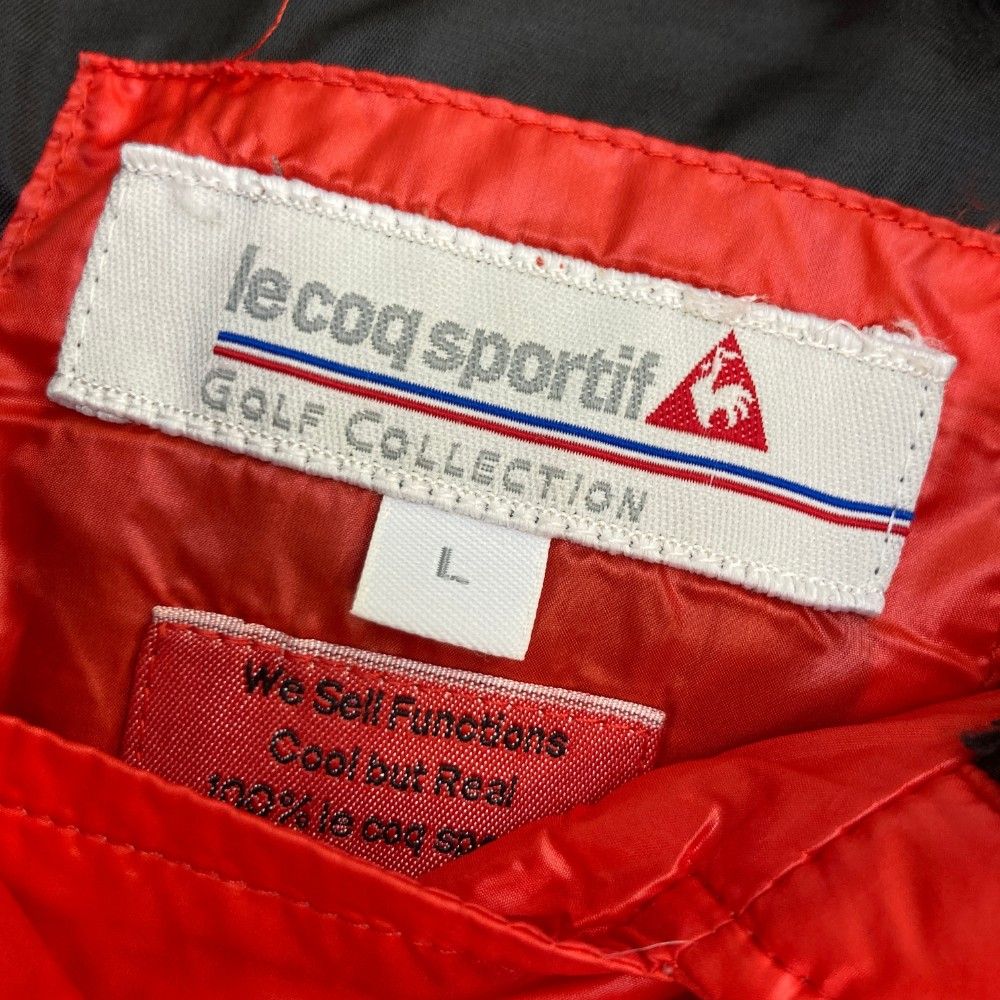 le coq sportif
GOLF COLLECTION
L
We Sell Functions
Cool but Real
100% le coq